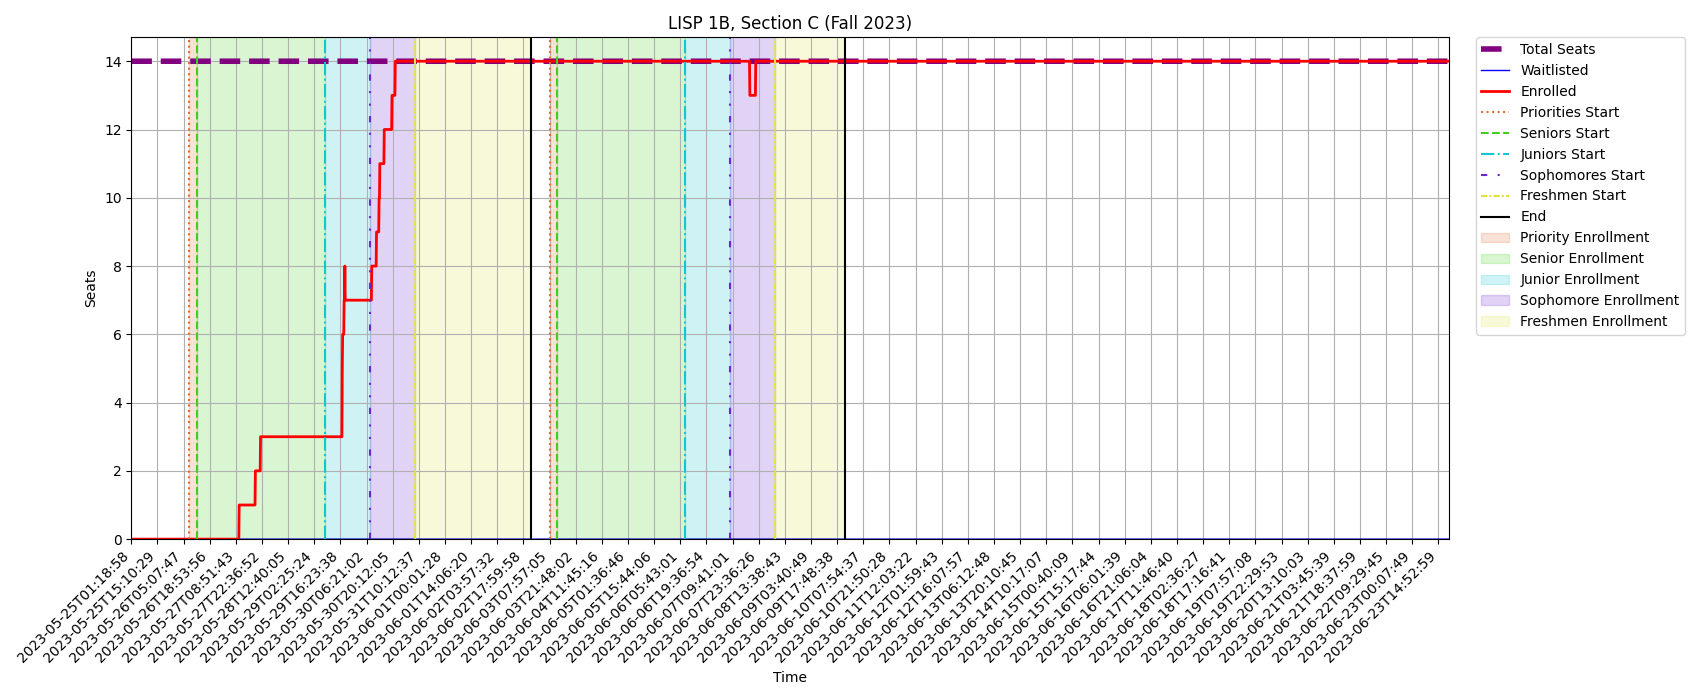 LISP 1B, Section C (Fall 2023)
Seats
14
12
10
8
6
4
2
0
2023-05-25T01:18:58
2023-05-25T15:10:29
2023-05-26T05:07:47
2023-05-26T18:53:56
2023-05-27T08:51:43
2023-05-27T22:36:52
2023-05-28T12:40:05
2023-05-29T02:25:24
2023-05-29T16:23:38
2023-05-30T06:21:02
2023-05-30T20:12:05
2023-05-31T10:12:37
2023-06-01T00:01:28
2023-06-01T14:06:20
2023-06-02T03:57:32
2023-06-02T17:59:58
2023-06-03T07:57:05
2023-06-03T21:48:02
2023-06-04T11:45:16
2023-06-05T01:36:46
2023-06-05T15:44:06
2023-06-06T05:43:01
2023-06-06T19:36:54
2023-06-07T09:41:01
2023-06-07T23:36:26
2023-06-08T13:38:43
2023-06-09T03:40:49
2023-06-09T17:48:38
2023-06-10T07:54:37
2023-06-10T21:50:28
2023-06-11T12:03:22
2023-06-12T01:59:43
2023-06-12T16:07:57
2023-06-13T06:12:48
2023-06-13T20:10:45
2023-06-14T10:17:07
2023-06-15T00:40:09
2023-06-15T15:17:44
2023-06-16T06:01:39
2023-06-16T21:06:04
2023-06-17T11:46:40
2023-06-18T02:36:27
2023-06-18T17:16:41
2023-06-19T07:57:08
2023-06-19T22:29:53
2023-06-20T13:10:03
2023-06-21T03:45:39
2023-06-21T18:37:59
2023-06-22T09:29:45
2023-06-23T00:07:49
2023-06-23T14:52:59
Time
Total Seats
Waitlisted
Enrolled
Priorities Start
Seniors Start
Juniors Start
Sophomores Start
Freshmen Start
End
Priority Enrollment
Senior Enrollment
Junior Enrollment
Sophomore Enrollment
Freshmen Enrollment